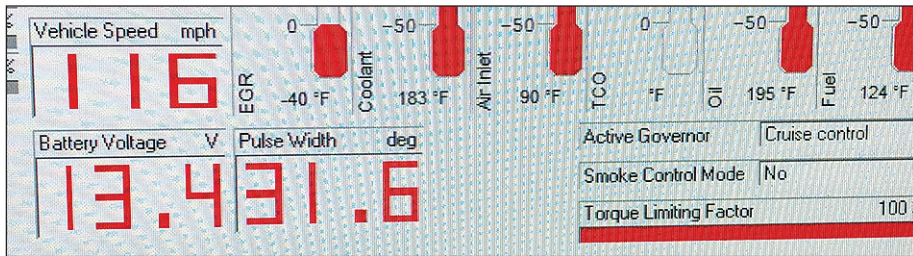 Vehicle Speed mph
116
0
EGR
-40 °F
-50
Coolant
183 °F
-50
Air Inlet
90 °F
0
TCO
°F
-50
Oil
195 °F
-50
Fuel
124 °F
Battery Voltage V
13.4
Pulse Width deg
31.6
Active Governor Cruise control
Smoke Control Mode No
Torque Limiting Factor 100